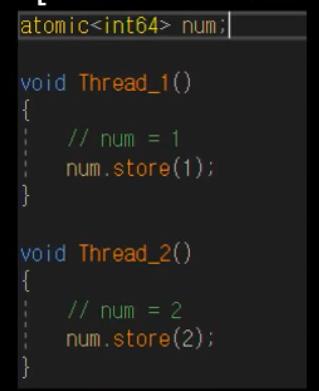 atomic<int64> num;
void Thread_1()
{
// num = 1
num.store(1);
}
void Thread_2()
{
// num = 2
num.store(2);
}